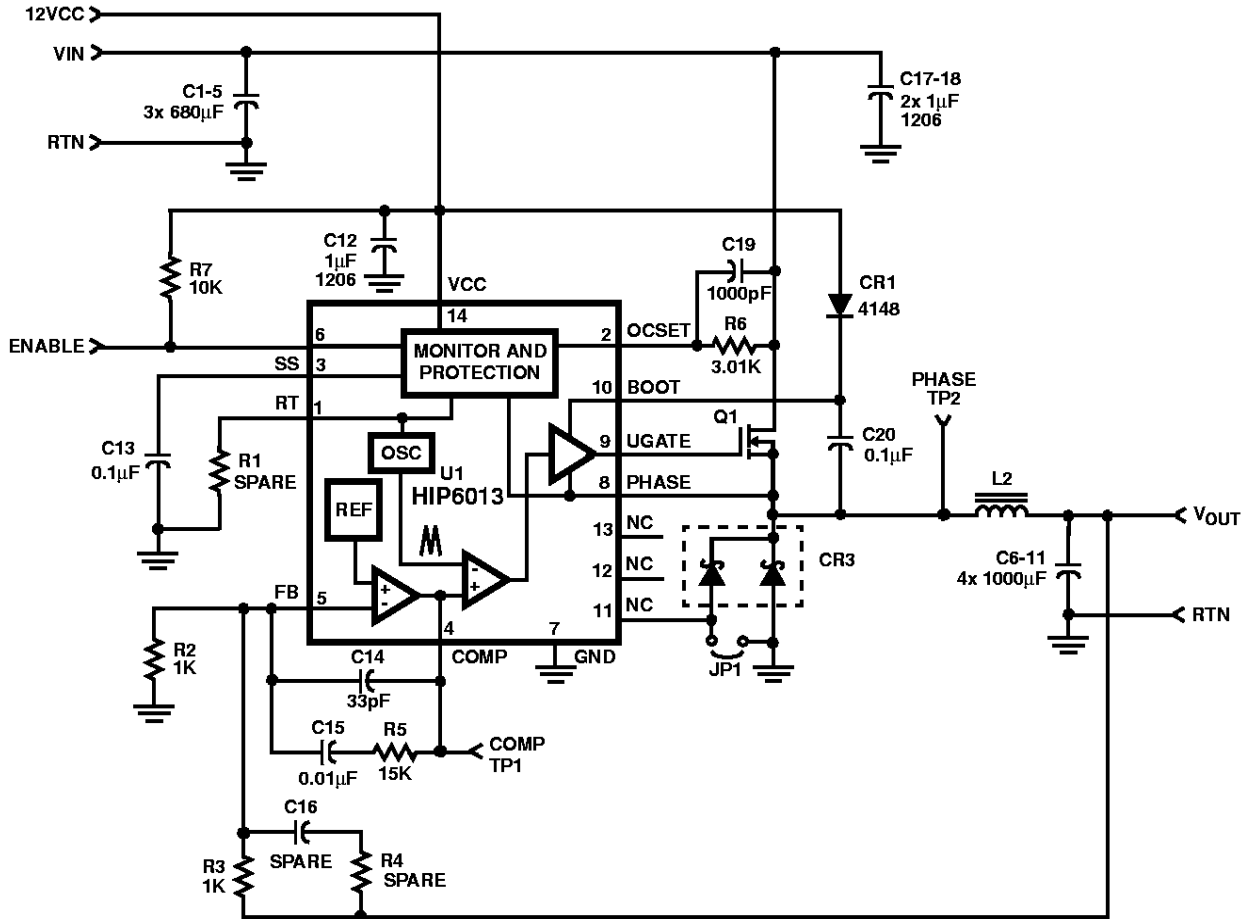 12VCC
VIN
C1-5
3x 680µF
RTN
C17-18
2x 1µF
1206
C12
1µF
1206
R7
10K
VCC
14
C19
1000pF
CR1
4148
ENABLE
6
MONITOR AND
PROTECTION
2
OCSET
R6
3.01K
SS
3
10
BOOT
PHASE
TP2
RT
1
Q1
C13
0.1µF
R1
SPARE
OSC
9
UGATE
C20
0.1µF
U1
HIP6013
8
PHASE
L2
REF
13
NC
VOUT
CR3
12
NC
C6-11
4x 1000µF
-
+
+
-
FB
5
11
NC
RTN
4
COMP
7
GND
JP1
R2
1K
C14
33pF
C15
0.01µF
R5
15K
COMP
TP1
C16
SPARE
R3
1K
R4
SPARE